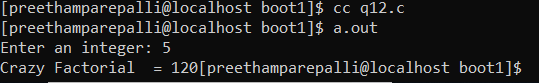 [preethamparepalli@localhost boot1]$ cc q12.c
[preethamparepalli@localhost boot1]$ a.out
Enter an integer: 5
Crazy Factorial  = 120[preethamparepalli@localhost boot1]$